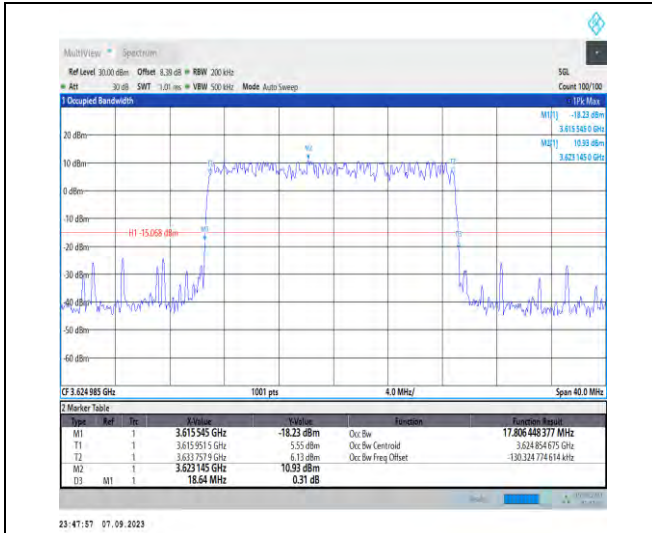 MultiView Spectrum
Ref Level 30.00 dBm Offset 8.39 dB RBW 200 kHz SGL
Att 30 dB SWT 1.01 ms VBW 500 kHz Mode Auto Sweep Count 100/100
1 Occupied Bandwidth 1Pk Max
M1[1] -18.23 dBm
3.615 545 0 GHz
M2[1] 10.93 dBm
3.623 145 0 GHz
20 dBm
M2
10 dBm
T1
T2
0 dBm
-10 dBm
H1 -15.058 dBm
M1
-20 dBm
D3
-30 dBm
-40 dBm
-50 dBm
-60 dBm
CF 3.624 985 GHz 1001 pts 4.0 MHz/ Span 40.0 MHz
2 Marker Table
Type Ref Trc X-Value Y-Value Function Function Result
M1 1 3.615 545 GHz -18.23 dBm Occ Bw 17.806 448 377 MHz
T1 1 3.615 951 5 GHz 5.55 dBm Occ Bw Centroid 3.624 854 675 GHz
T2 1 3.633 757 9 GHz 6.13 dBm Occ Bw Freq Offset -130.324 774 614 kHz
M2 1 3.623 145 GHz 10.93 dBm
D3 M1 1 18.64 MHz 0.31 dB
23:47:57 07.09.2023